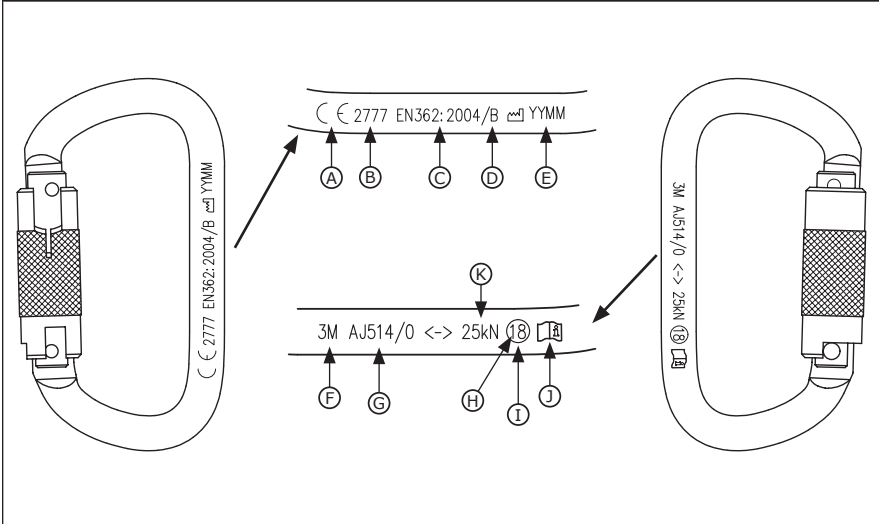 CE 2777 EN362:2004/B YYMM
A B C D E
CE 2777 EN362:2004/B YYMM
3M AJ514/0 <-> 25kN 18
K
3M AJ514/0 <-> 25kN 18
F G H I J